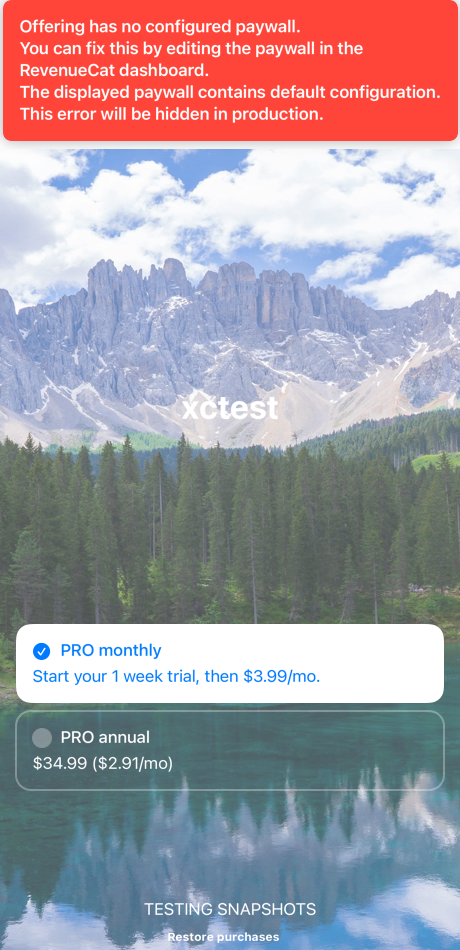 Offering has no configured paywall.
You can fix this by editing the paywall in the
RevenueCat dashboard.
The displayed paywall contains default configuration.
This error will be hidden in production.
xctest
PRO monthly
Start your 1 week trial, then $3.99/mo.
PRO annual
$34.99 ($2.91/mo)
TESTING SNAPSHOTS
Restore purchases